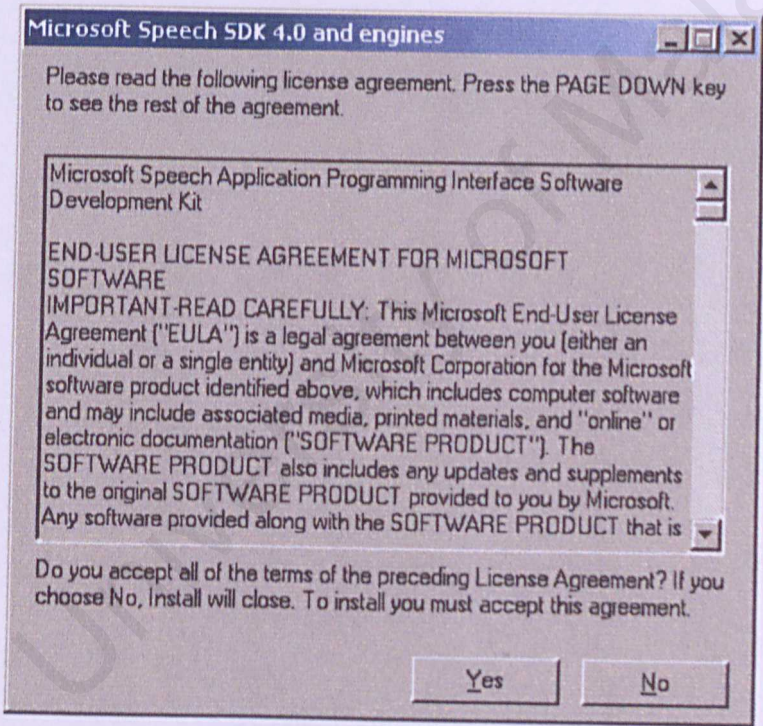 Microsoft Speech SDK 4.0 and engines
Please read the following license agreement. Press the PAGE DOWN key
to see the rest of the agreement.
Microsoft Speech Application Programming Interface Software
Development Kit
END-USER LICENSE AGREEMENT FOR MICROSOFT
SOFTWARE
IMPORTANT-READ CAREFULLY: This Microsoft End-User License
Agreement ("EULA") is a legal agreement between you (either an
individual or a single entity) and Microsoft Corporation for the Microsoft
software product identified above, which includes computer software
and may include associated media, printed materials, and "online" or
electronic documentation ("SOFTWARE PRODUCT"). The
SOFTWARE PRODUCT also includes any updates and supplements
to the original SOFTWARE PRODUCT provided to you by Microsoft.
Any software provided along with the SOFTWARE PRODUCT that is
Do you accept all of the terms of the preceding License Agreement? If you
choose No, Install will close. To install you must accept this agreement.
Yes
No